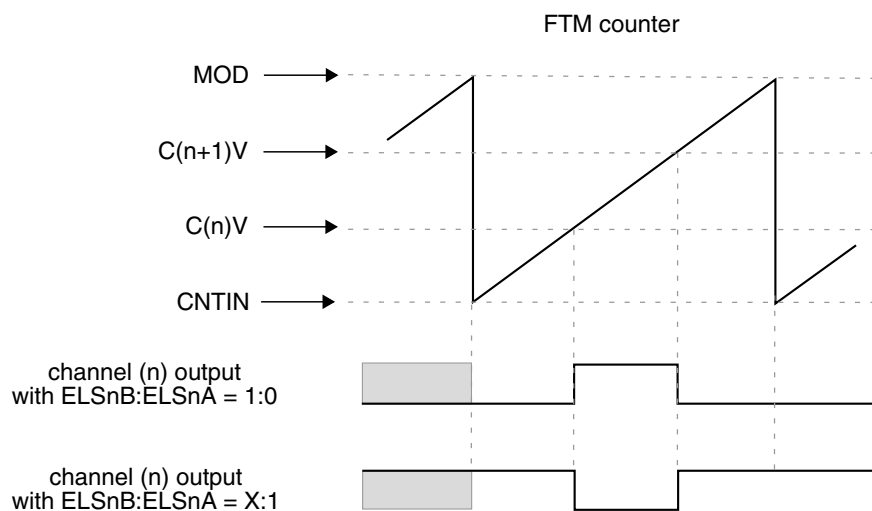 FTM counter
MOD
C(n+1)V
C(n)V
CNTIN
channel (n) output
with ELSnB:ELSnA = 1:0
channel (n) output
with ELSnB:ELSnA = X:1